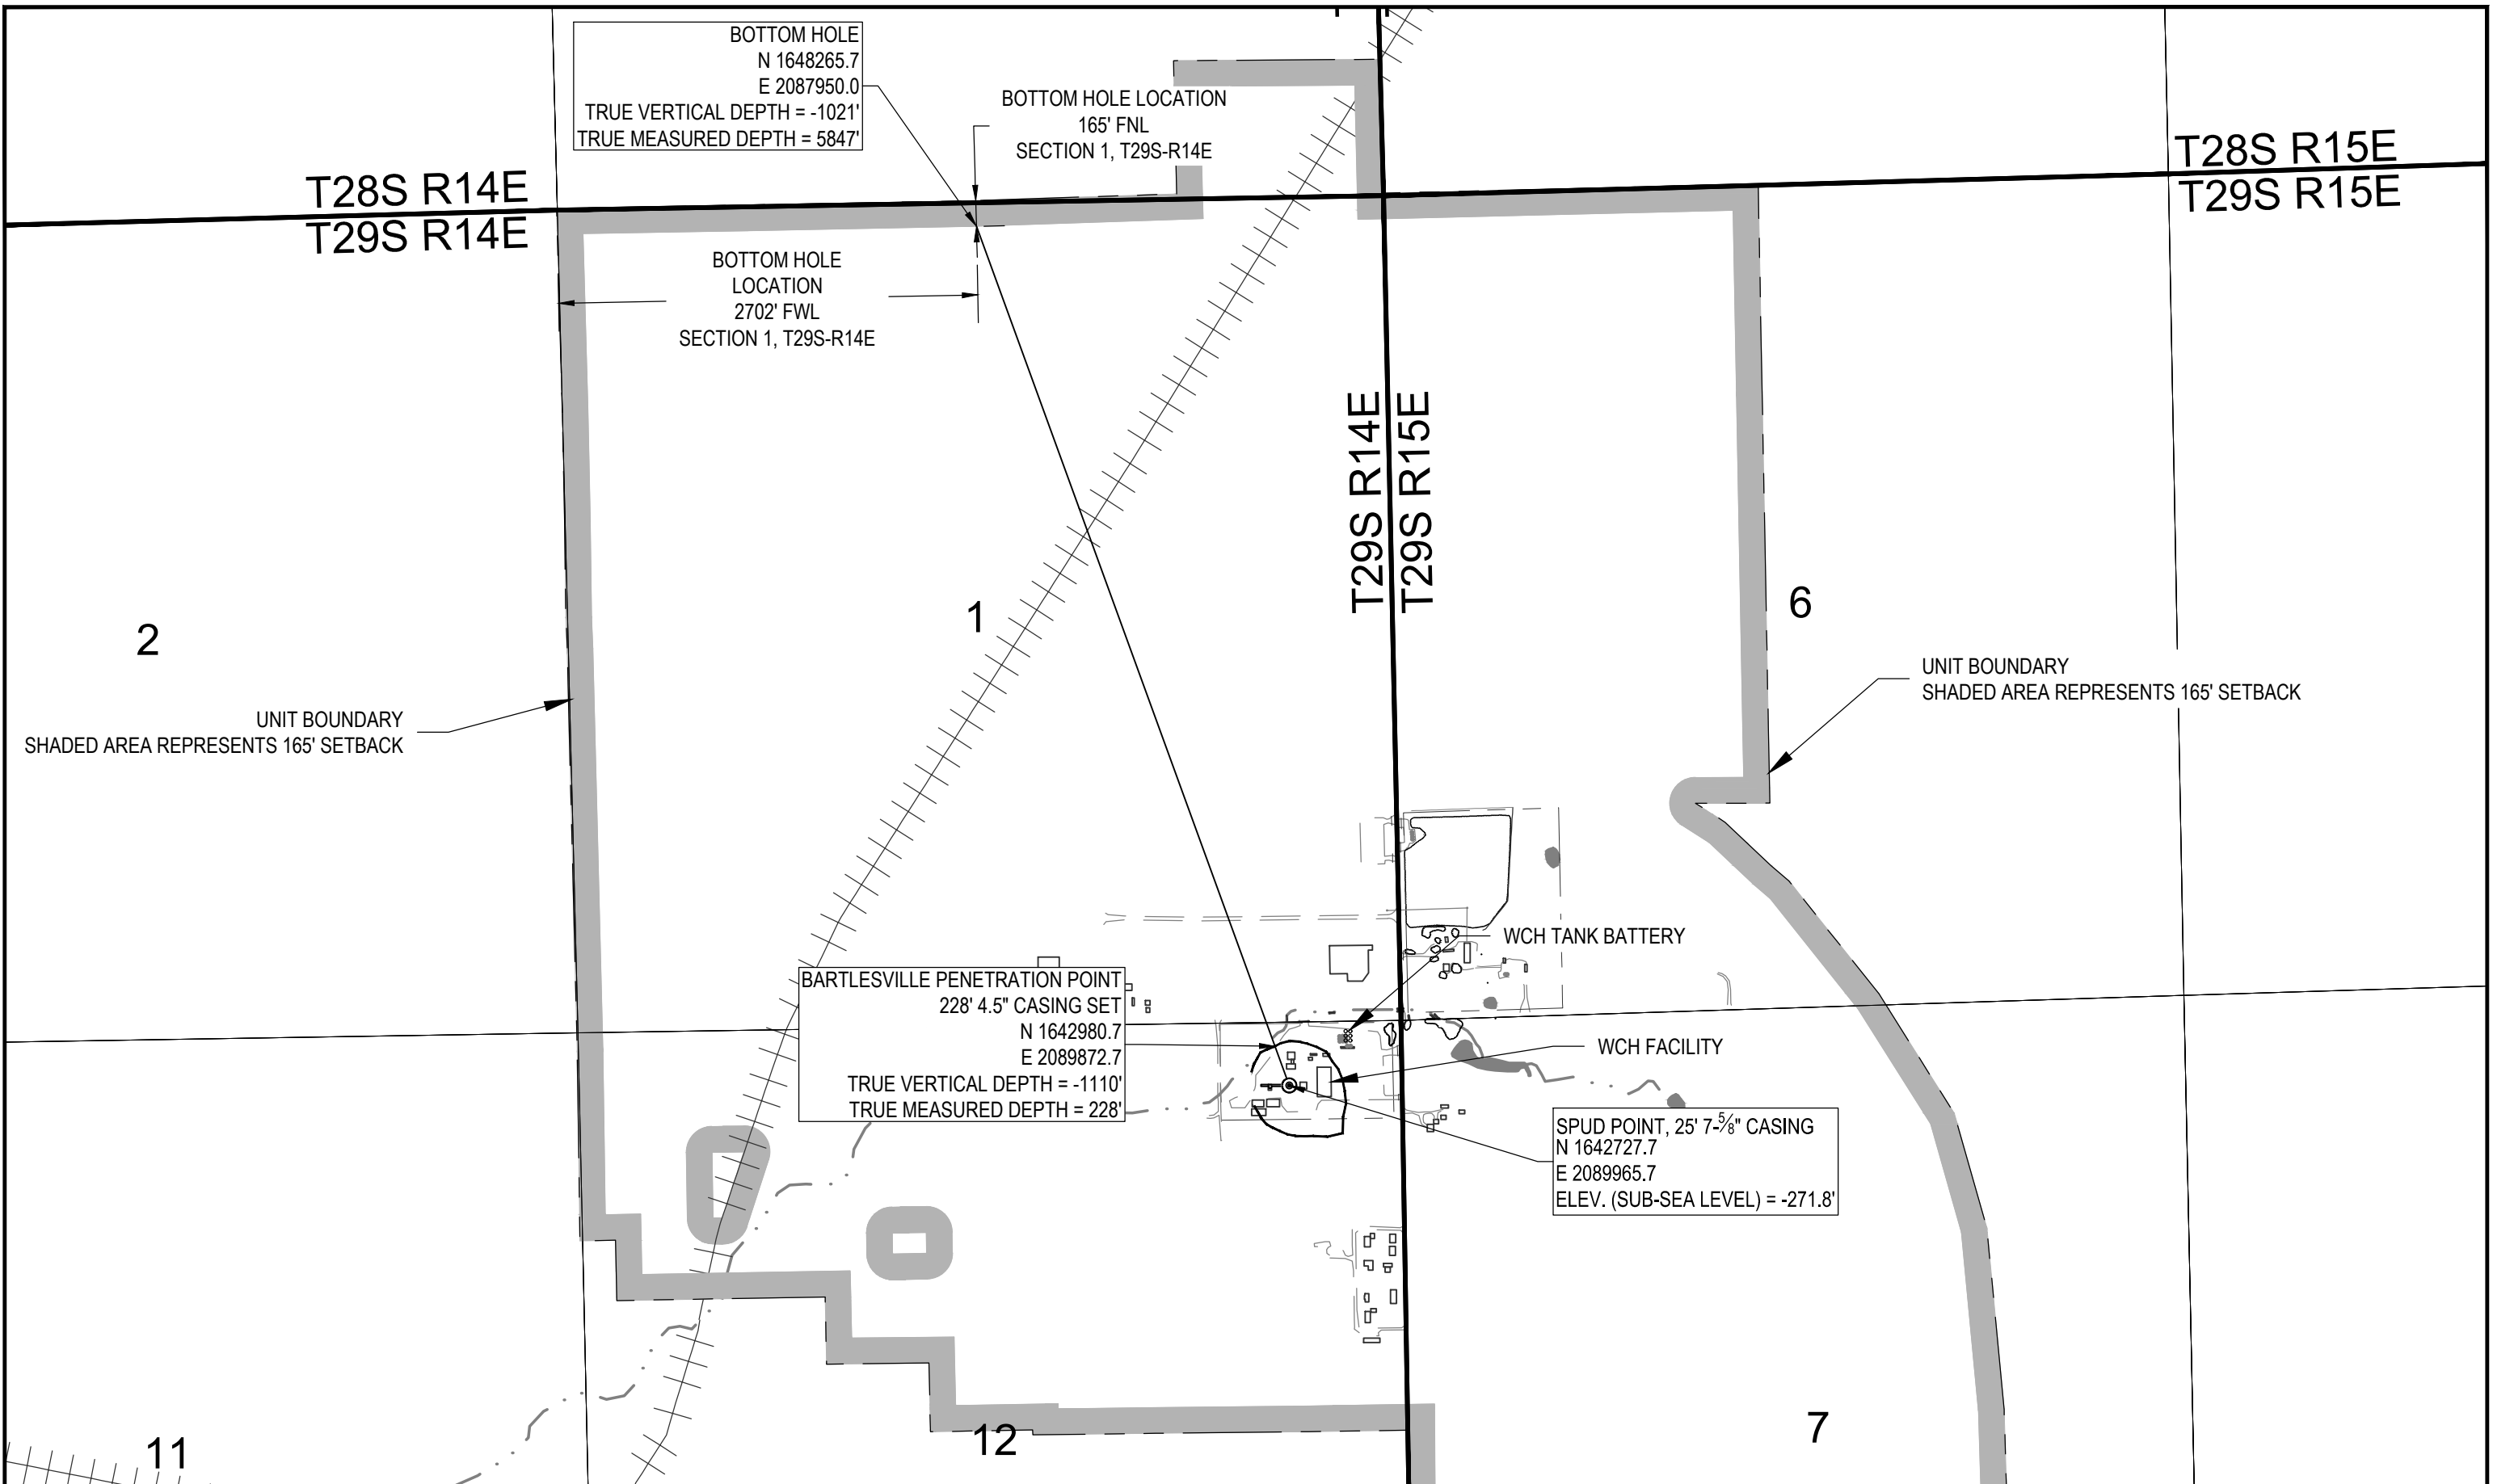 BOTTOM HOLE
N 1648265.7
E 2087950.0
TRUE VERTICAL DEPTH = -1021'
TRUE MEASURED DEPTH = 5847'
BOTTOM HOLE LOCATION
165' FNL
SECTION 1, T29S-R14E
T28S R14E
T29S R14E
T28S R15E
T29S R15E
BOTTOM HOLE
LOCATION
2702' FWL
SECTION 1, T29S-R14E
T29S R14E
T29S R15E
2
1
6
UNIT BOUNDARY
SHADED AREA REPRESENTS 165' SETBACK
UNIT BOUNDARY
SHADED AREA REPRESENTS 165' SETBACK
WCH TANK BATTERY
BARTLESVILLE PENETRATION POINT
228' 4.5" CASING SET
N 1642980.7
E 2089872.7
TRUE VERTICAL DEPTH = -1110'
TRUE MEASURED DEPTH = 228'
WCH FACILITY
SPUD POINT, 25' 7-⅝" CASING
N 1642727.7
E 2089965.7
ELEV. (SUB-SEA LEVEL) = -271.8'
11
12
7